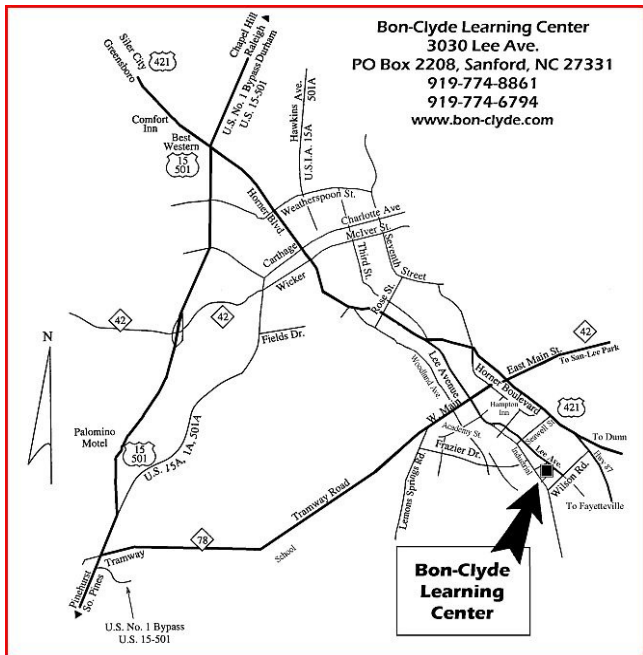 Bon-Clyde Learning Center
3030 Lee Ave.
PO Box 2208, Sanford, NC 27331
919-774-8861
919-774-6794
www.bon-clyde.com
Siler City
Greensboro
421
Chapel Hill
Raleigh
Durham
U.S. No. 1 Bypass
U.S. 15-501
Comfort
Inn
Best
Western
15
501
Hawkins Ave.
U.S.I.A. 15A
501A
Weatherspoon St.
Horner Blvd.
Charlotte Ave
Carthage
McIver St.
Third St.
Seventh
Street
Wicker
Rose St.
42
42
Fields Dr.
N
Lee Avenue
Woodland Ave.
42
East Main St.
To San-Lee Park
Horner Boulevard
W. Main
Hampton
Inn
421
Palomino
Motel
15
501
U.S. 15A, 1A, 501A
Academy St.
Seawell St.
To Dunn
Frazier Dr.
Industrial
Lee Ave.
Wilson Rd.
Hwy 87
Lemons Springs Rd.
To Fayetteville
Tramway Road
78
Tramway
School
Pinehurst
So. Pines
U.S. No. 1 Bypass
U.S. 15-501
Bon-Clyde
Learning
Center